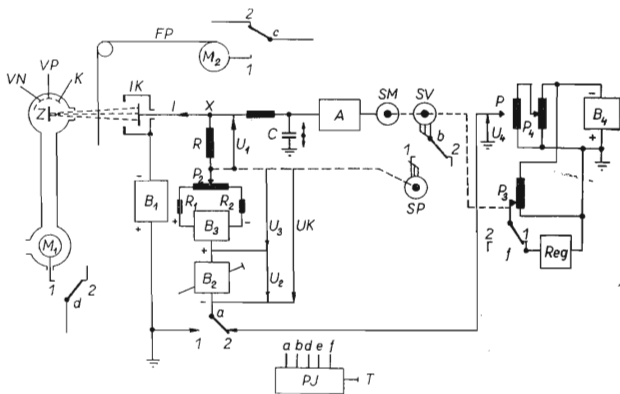 2
FP
c
VP
VN
K
M₂
1
IK
Z
I
X
SM
SV
P
−
P₄
B₄
A
R
U₁
C
b
U₄
+
1
2
P₂
SP
P₃
−
B₁
+
R₁
R₂
+
B₃
−
U₃
UK
2
1
f
Reg
M₁
+
1
2
B₂
U₂
d
−
a
1
2
a b d e f
PJ
T